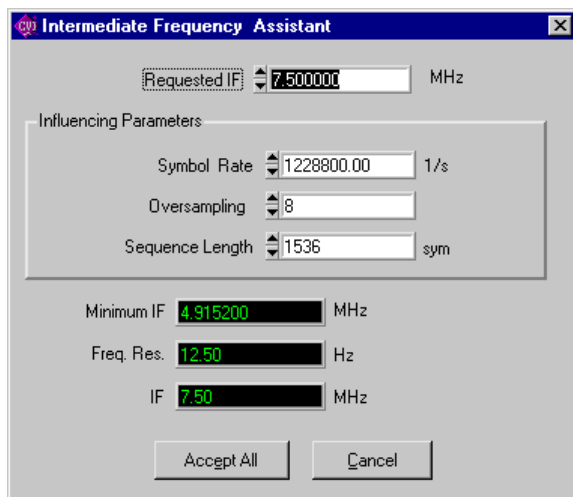 CVI Intermediate Frequency Assistant
Requested IF 7.500000 MHz
Influencing Parameters
Symbol Rate 1228800.00 1/s
Oversampling 8
Sequence Length 1536 sym
Minimum IF 4.915200 MHz
Freq. Res. 12.50 Hz
IF 7.50 MHz
Accept All Cancel